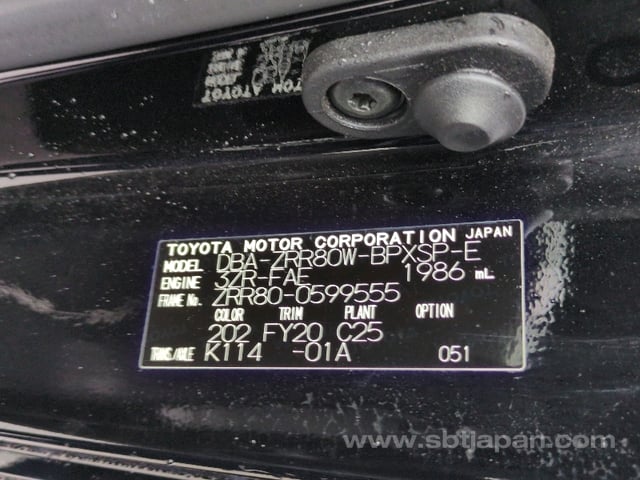 TOYOTA MOTOR CORPORATION JAPAN
MODEL DBA-ZRR80W-BPXSP-E
ENGINE 3ZR-FAE 1986 mL
FRAME No. ZRR80-0599555
COLOR TRIM PLANT OPTION
202 FY20 C25
TRNS/AXLE K114 -01A 051
www.sbtjapan.com